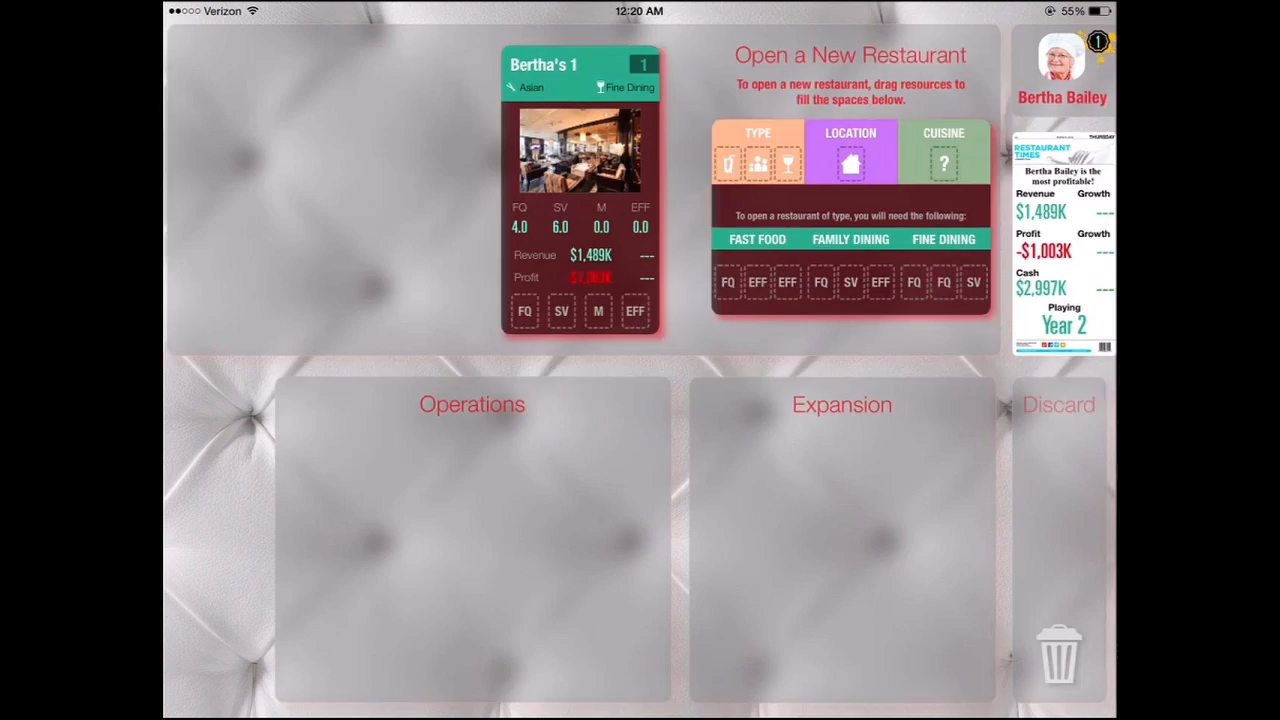 Verizon
12:20 AM
55%
Bertha's 1
1
Asian
Fine Dining
FQ SV M EFF
4.0 6.0 0.0 0.0
Revenue $1,489K ---
Profit -$1,003K ---
FQ SV M EFF
Open a New Restaurant
To open a new restaurant, drag resources to
fill the spaces below.
TYPE LOCATION CUISINE
?
To open a restaurant of type, you will need the following:
FAST FOOD FAMILY DINING FINE DINING
FQ EFF EFF FQ SV EFF FQ FQ SV
1
Bertha Bailey
THURSDAY
RESTAURANT
TIMES
Bertha Bailey is the
most profitable!
Revenue Growth
$1,489K ---
Profit Growth
-$1,003K ---
Cash
$2,997K ---
Playing
Year 2
Operations
Expansion
Discard